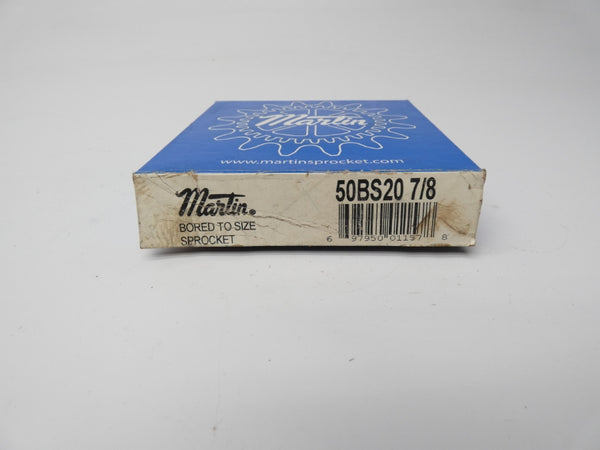 Martin
www.martinsprocket.com
Martin®
BORED TO SIZE
SPROCKET
50BS20 7/8
6 97950 01197 8